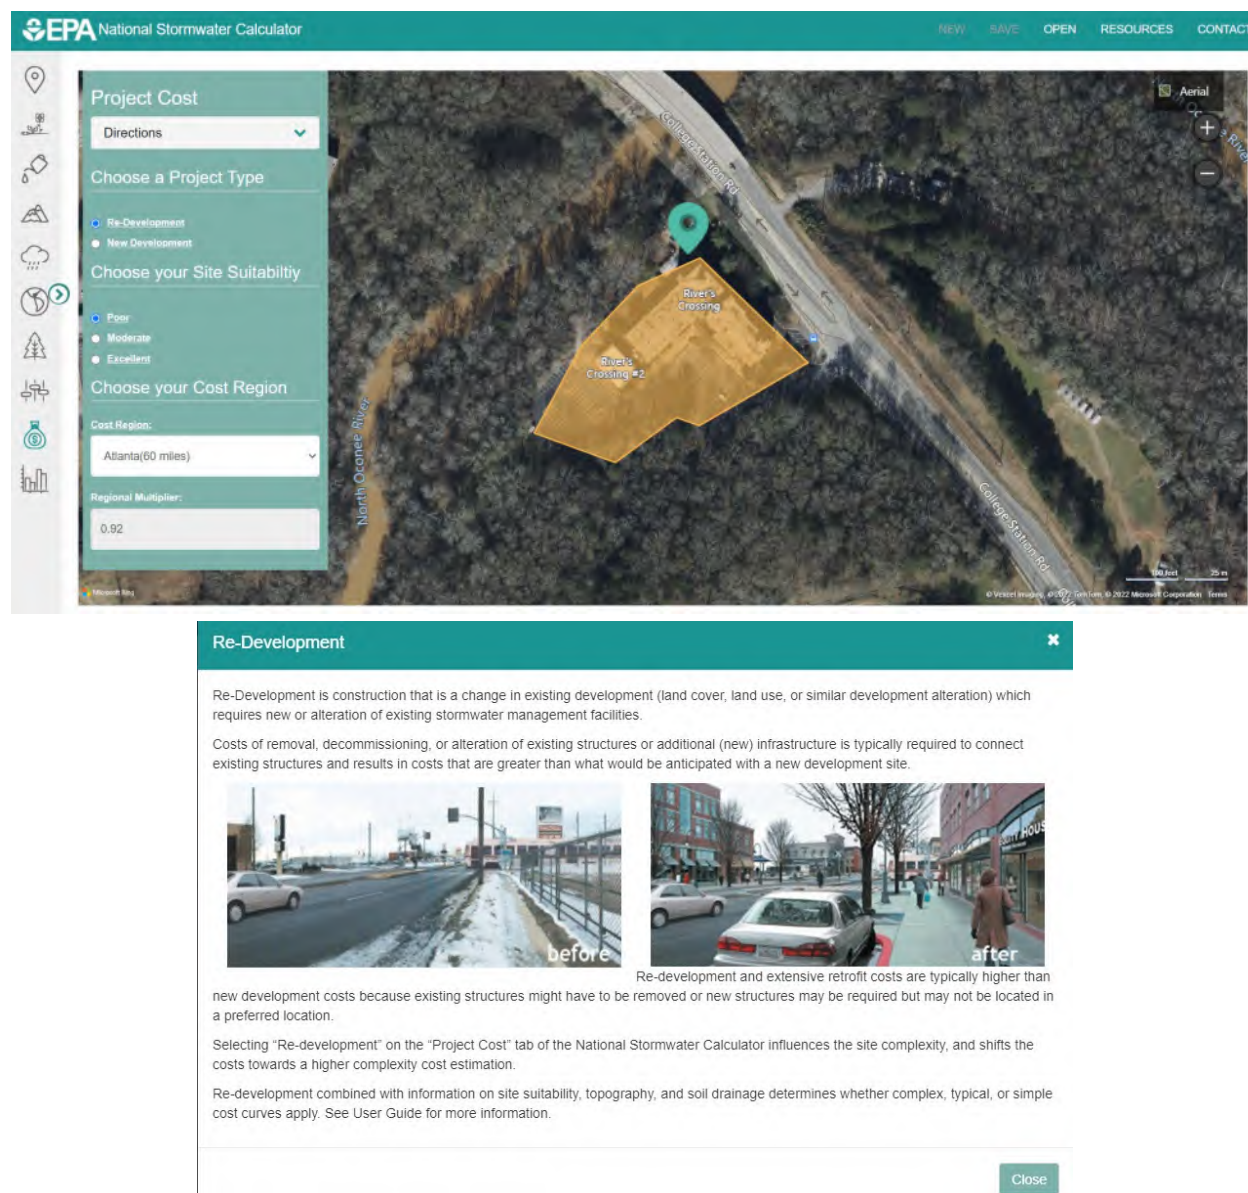 EPA National Stormwater Calculator
NEW SAVE OPEN RESOURCES CONTACT
Project Cost
Directions
Choose a Project Type
Re-Development
New Development
Choose your Site Suitabiltiy
Poor
Moderate
Excellent
Choose your Cost Region
Cost Region:
Atlanta(60 miles)
Regional Multiplier:
0.92
Microsoft Bing
Aerial
College Station Rd
River's
Crossing
River's
Crossing #2
North Oconee River
College Station Rd
100 feet 25 m
Re-Development
Re-Development is construction that is a change in existing development (land cover, land use, or similar development alteration) which
requires new or alteration of existing stormwater management facilities.
Costs of removal, decommissioning, or alteration of existing structures or additional (new) infrastructure is typically required to connect
existing structures and results in costs that are greater than what would be anticipated with a new development site.
before
after
Re-development and extensive retrofit costs are typically higher than
new development costs because existing structures might have to be removed or new structures may be required but may not be located in
a preferred location.
Selecting “Re-development” on the “Project Cost” tab of the National Stormwater Calculator influences the site complexity, and shifts the
costs towards a higher complexity cost estimation.
Re-development combined with information on site suitability, topography, and soil drainage determines whether complex, typical, or simple
cost curves apply. See User Guide for more information.
Close